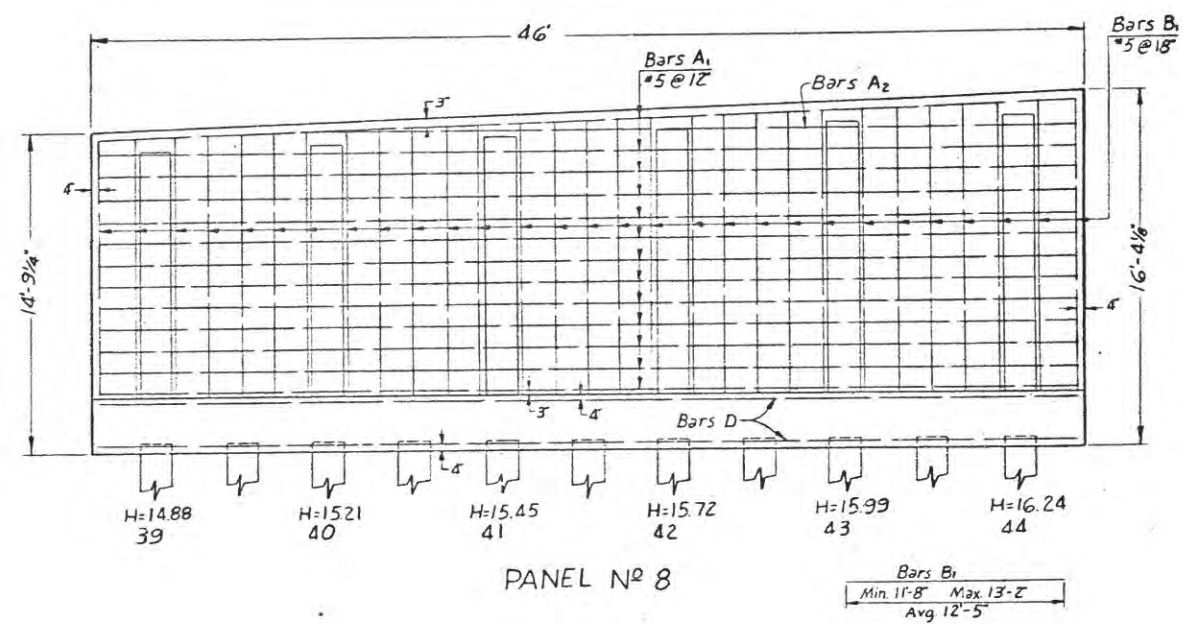 46'
Bars B₁
#5 @ 18"
Bars A₁
#5 @ 12"
Bars A₂
3"
4"
14'-9¼"
16'-4⅛"
4"
3"
4"
Bars D
4"
H=14.88
39
H=15.21
40
H=15.45
41
H=15.72
42
H=15.99
43
H=16.24
44
PANEL Nº 8
Bars B₁
Min. 11'-8" Max. 13'-2"
Avg. 12'-5"